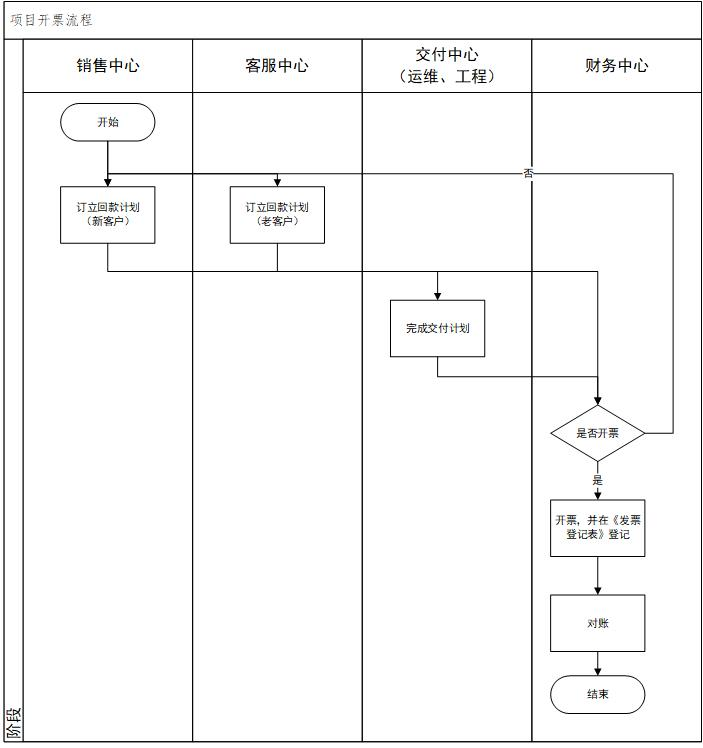 项目开票流程
销售中心
客服中心
交付中心
（运维、工程）
财务中心
开始
否
订立回款计划
（新客户）
订立回款计划
（老客户）
完成交付计划
是否开票
是
开票，并在《发票
登记表》登记
对账
结束
阶段